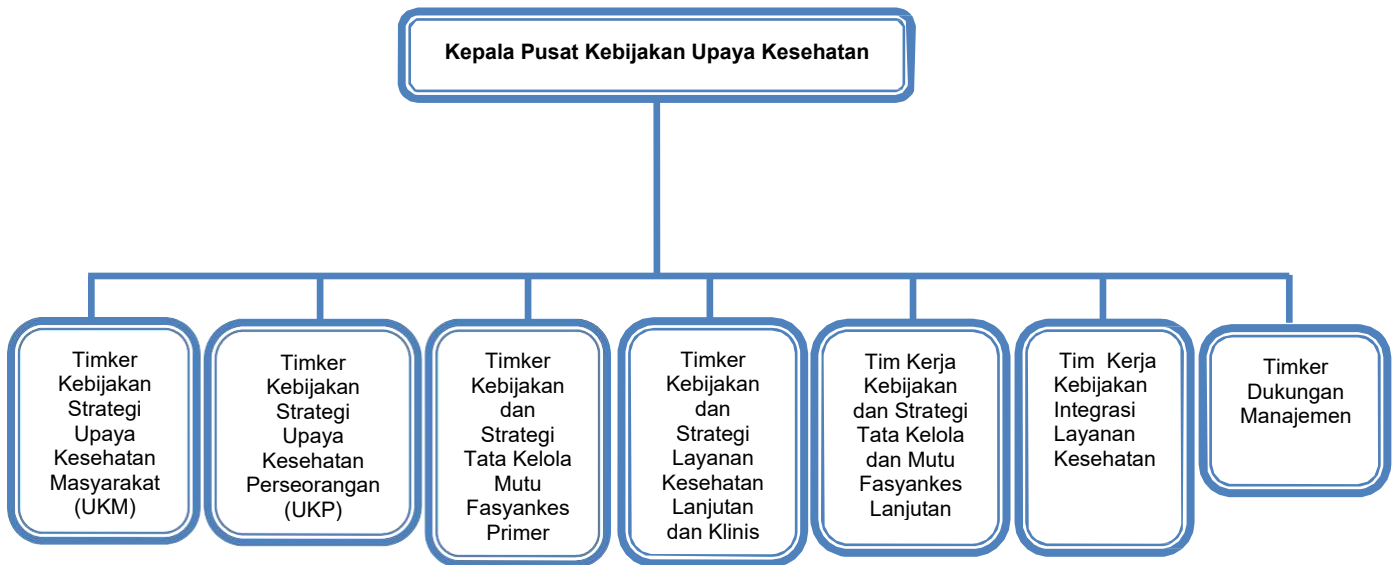 Kepala Pusat Kebijakan Upaya Kesehatan
Timker
Kebijakan
Strategi
Upaya
Kesehatan
Masyarakat
(UKM)
Timker
Kebijakan
Strategi
Upaya
Kesehatan
Perseorangan
(UKP)
Timker
Kebijakan
dan
Strategi
Tata Kelola
Mutu
Fasyankes
Primer
Timker
Kebijakan
dan
Strategi
Layanan
Kesehatan
Lanjutan
dan Klinis
Tim Kerja
Kebijakan
dan Strategi
Tata Kelola
dan Mutu
Fasyankes
Lanjutan
Tim Kerja
Kebijakan
Integrasi
Layanan
Kesehatan
Timker
Dukungan
Manajemen